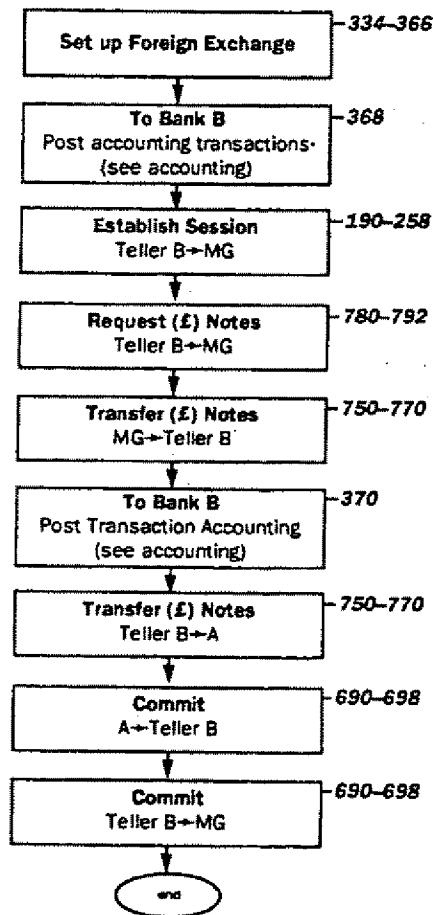 Set up Foreign Exchange
334–366
To Bank B
368
Post accounting transactions·
(see accounting)
Establish Session
190–258
Teller B→MG
Request (£) Notes
780–792
Teller B→MG
Transfer (£) Notes
750–770
MG→Teller B
To Bank B
370
Post Transaction Accounting
(see accounting)
Transfer (£) Notes
750–770
Teller B→A
Commit
690–698
A→Teller B
Commit
690–698
Teller B→MG
end